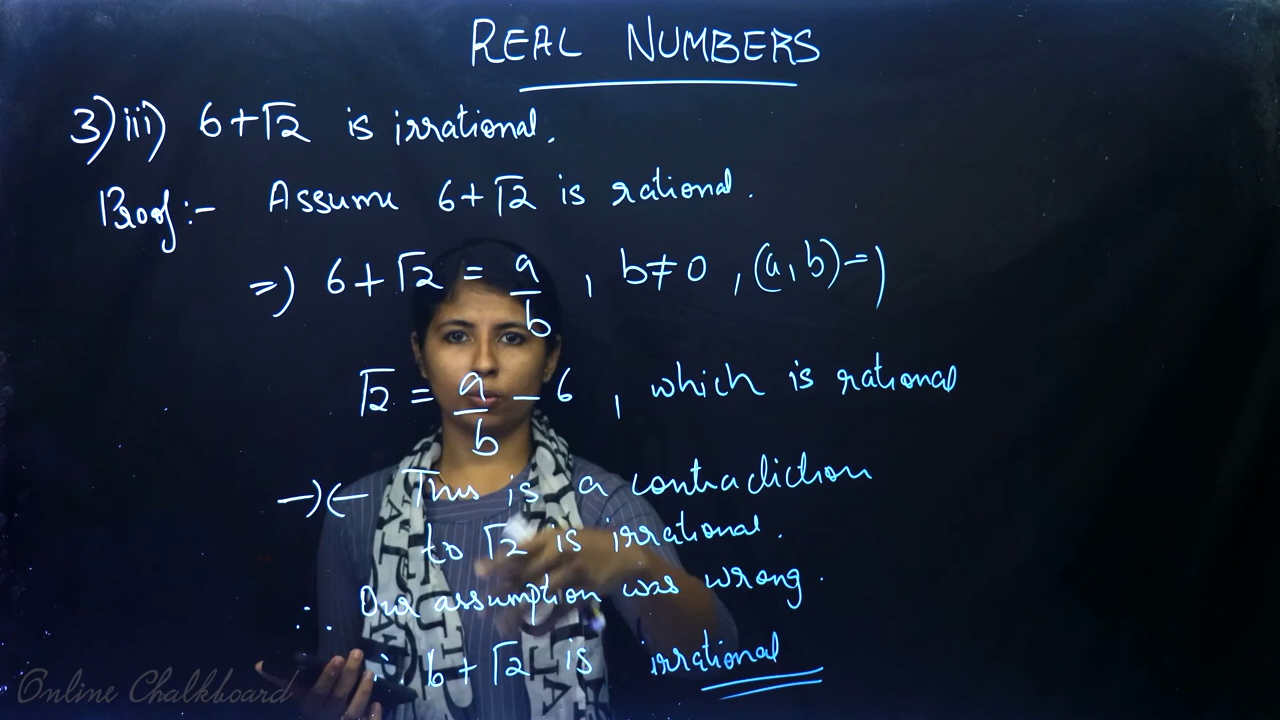 REAL NUMBERS
3) iii) 6+√2 is irrational.
Proof:- Assume 6+√2 is rational.
=) 6+√2 = a/b , b≠0 , (a,b)=)
√2 = a/b - 6 , which is rational
→← This is a contradiction
to √2 is irrational.
∴ Our assumption was wrong.
∴ 6+√2 is irrational
Online Chalkboard